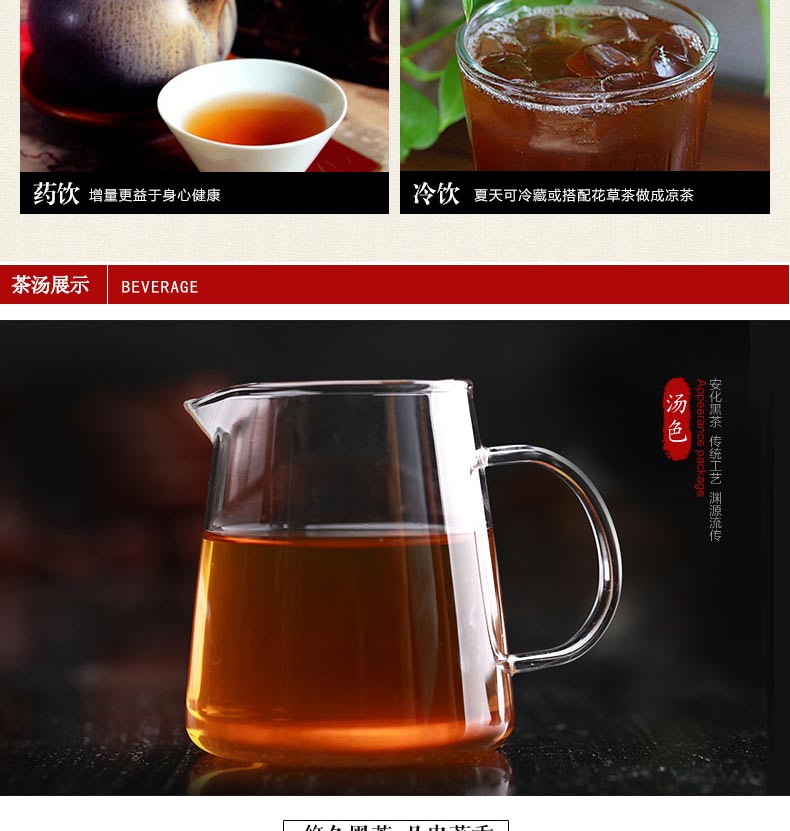 药饮 增量更益于身心健康
冷饮 夏天可冷藏或搭配花草茶做成凉茶
茶汤展示 BEVERAGE
安化黑茶 传统工艺 渊源流传
Appearance package
汤色